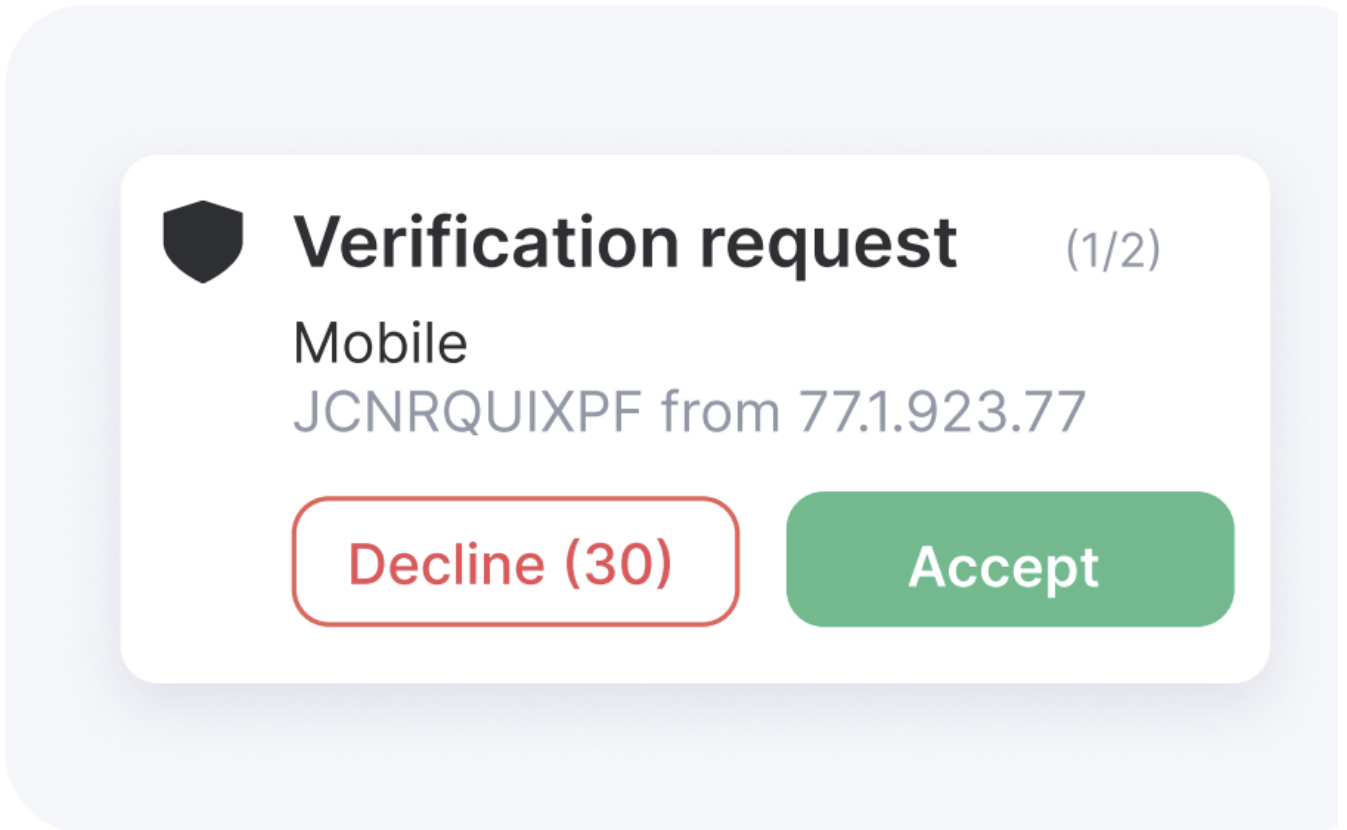 Verification request (1/2)
Mobile
JCNRQUIXPF from 77.1.923.77
Decline (30) Accept